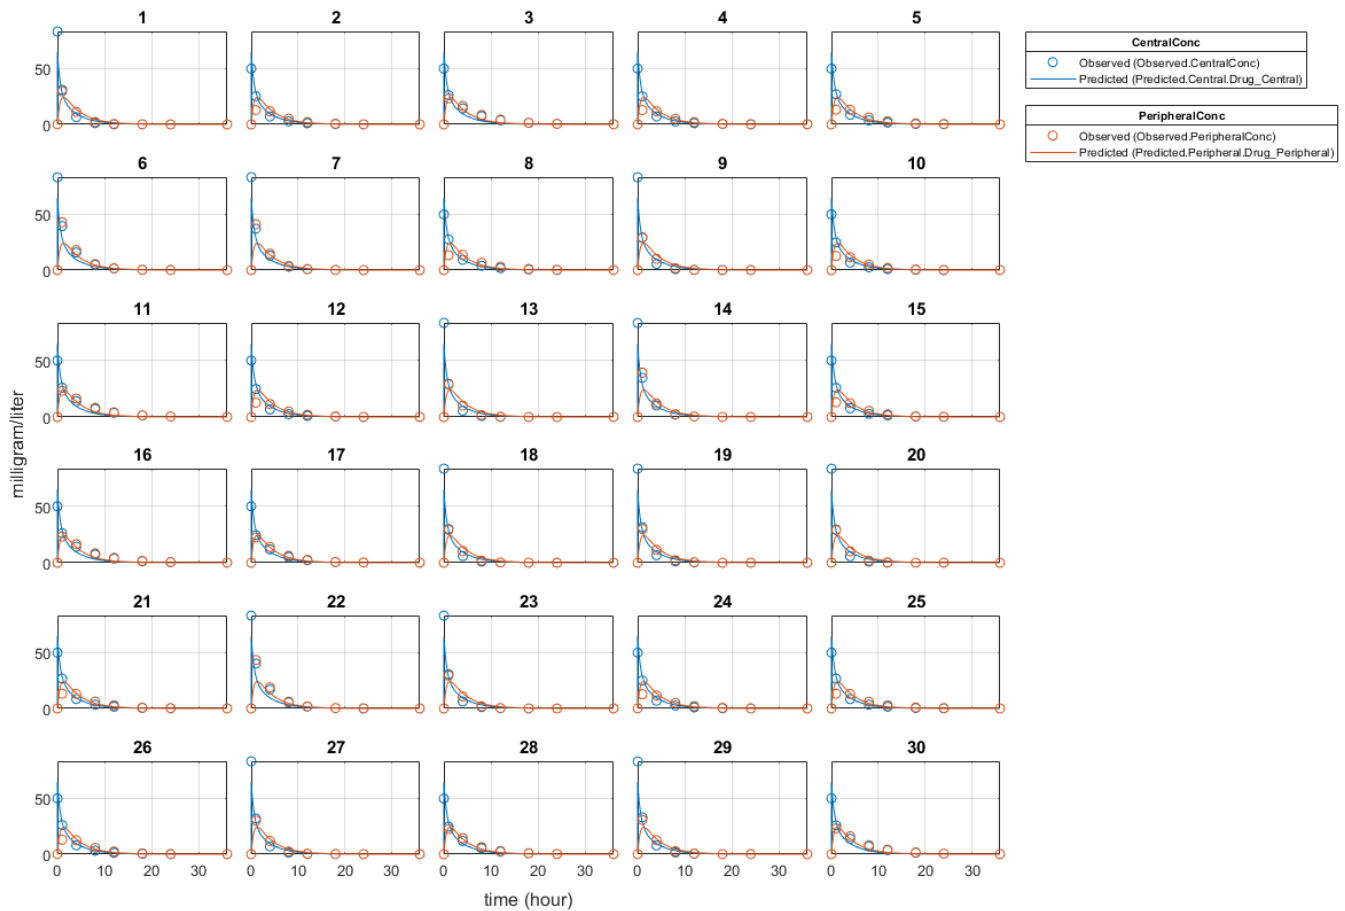 1 2 3 4 5
50
0
CentralConc
Observed (Observed.CentralConc)
Predicted (Predicted.Central.Drug_Central)
PeripheralConc
Observed (Observed.PeripheralConc)
Predicted (Predicted.Peripheral.Drug_Peripheral)
6 7 8 9 10
50
0
11 12 13 14 15
50
0
milligram/liter
16 17 18 19 20
50
0
21 22 23 24 25
50
0
26 27 28 29 30
50
0
0 10 20 30 0 10 20 30 0 10 20 30 0 10 20 30 0 10 20 30
time (hour)